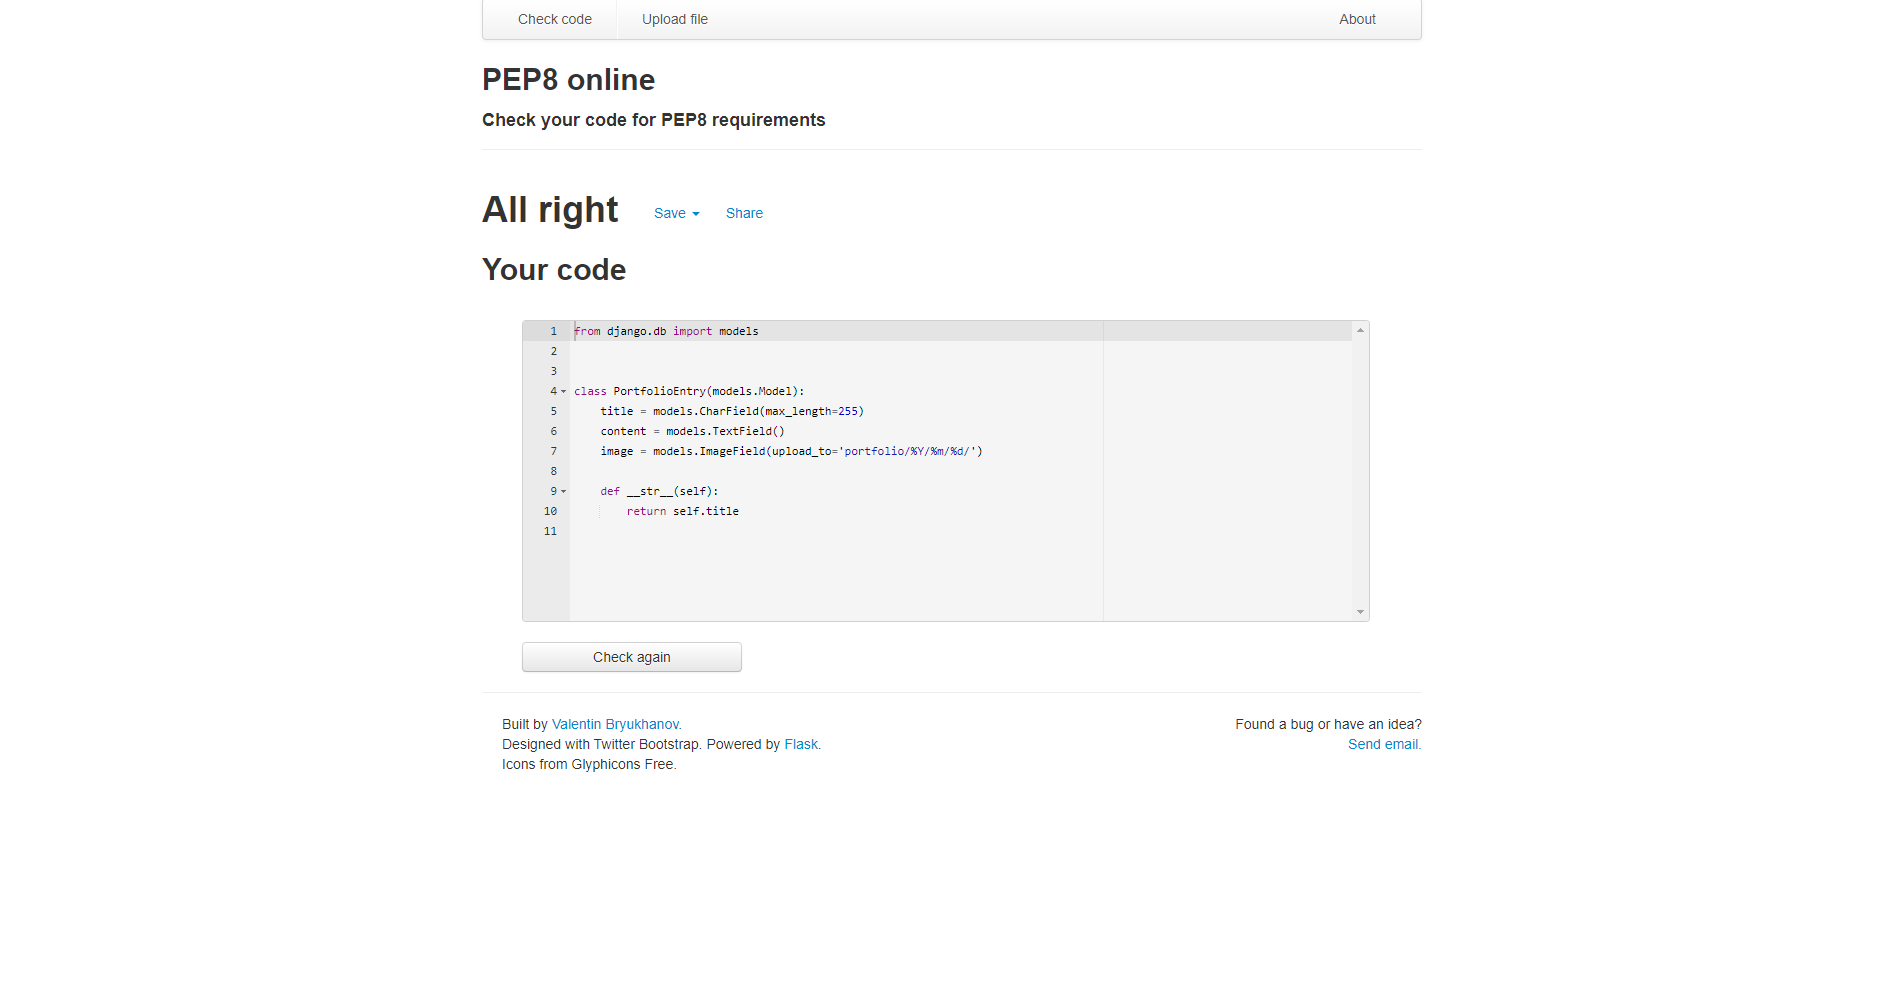 Check code Upload file About
PEP8 online
Check your code for PEP8 requirements
All right Save Share
Your code
1 from django.db import models
2
3
4 class PortfolioEntry(models.Model):
5 title = models.CharField(max_length=255)
6 content = models.TextField()
7 image = models.ImageField(upload_to='portfolio/%Y/%m/%d/')
8
9 def __str__(self):
10 return self.title
11
Check again
Built by Valentin Bryukhanov. Found a bug or have an idea?
Designed with Twitter Bootstrap. Powered by Flask. Send email.
Icons from Glyphicons Free.